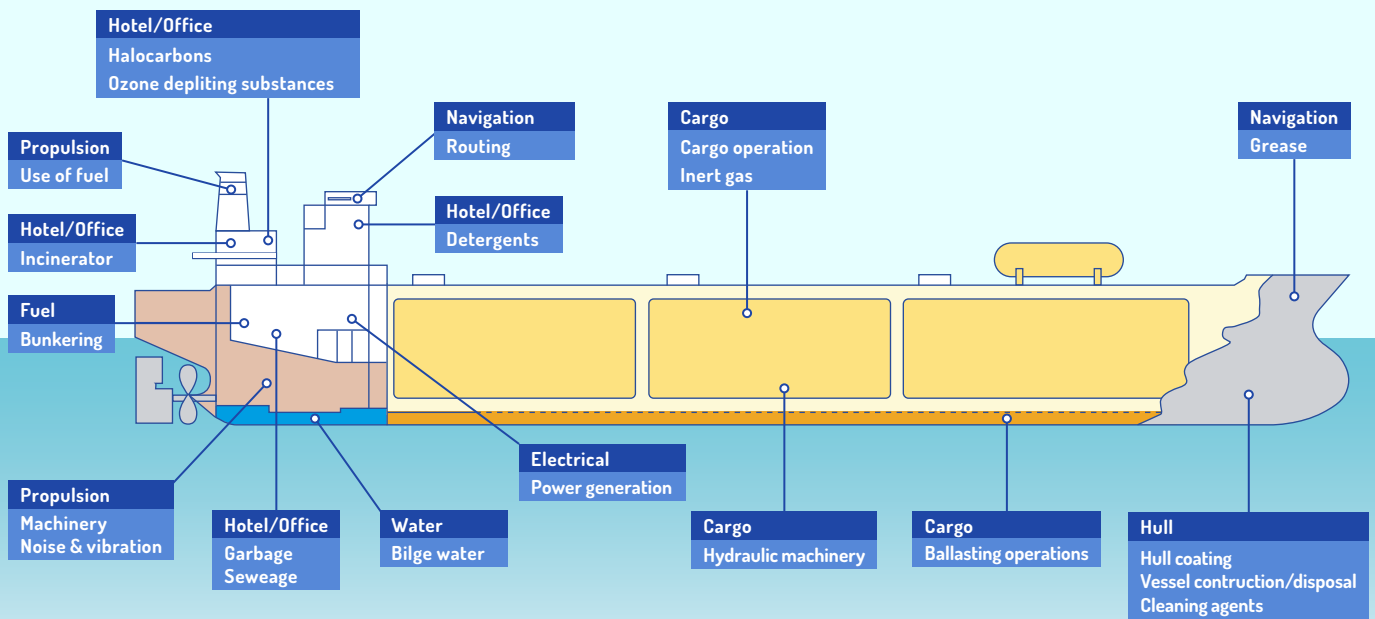 Hotel/Office
Halocarbons
Ozone depliting substances
Propulsion
Use of fuel
Navigation
Routing
Cargo
Cargo operation
Inert gas
Navigation
Grease
Hotel/Office
Incinerator
Hotel/Office
Detergents
Fuel
Bunkering
Electrical
Power generation
Propulsion
Machinery
Noise & vibration
Hotel/Office
Garbage
Seweage
Water
Bilge water
Cargo
Hydraulic machinery
Cargo
Ballasting operations
Hull
Hull coating
Vessel contruction/disposal
Cleaning agents